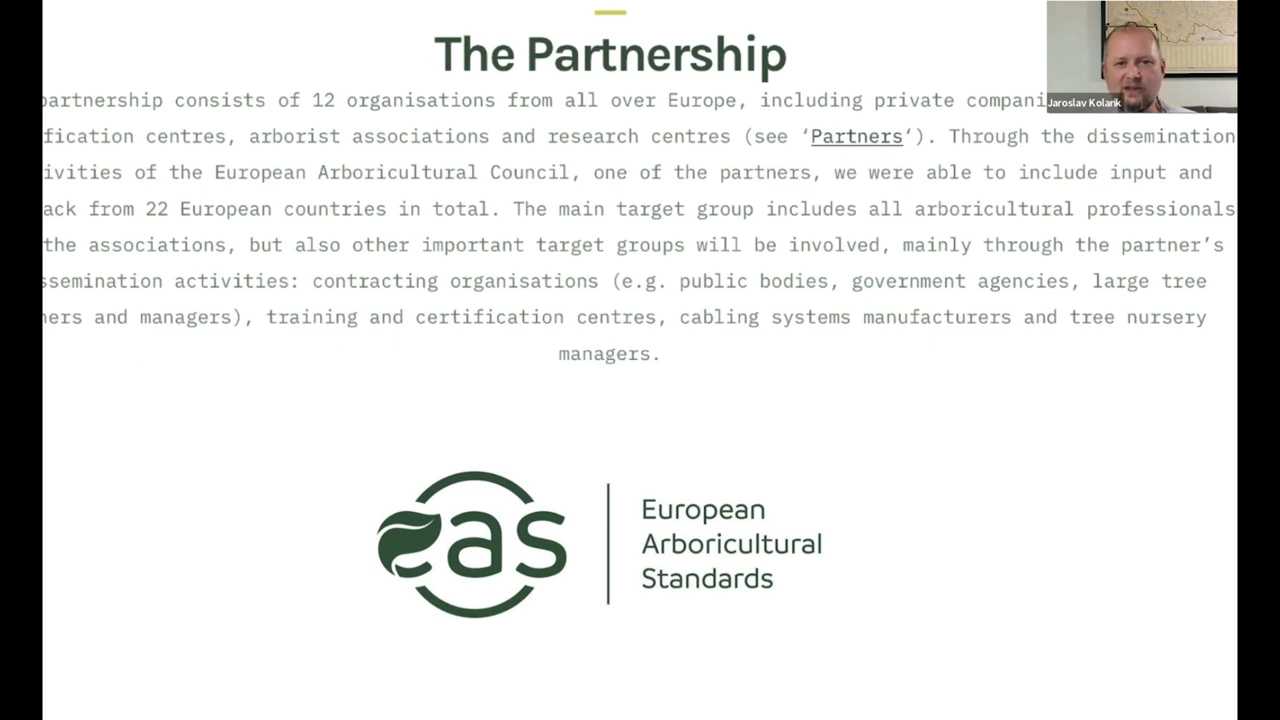 The Partnership
partnership consists of 12 organisations from all over Europe, including private compani
Jaroslav Kolarik
fication centres, arborist associations and research centres (see ‘Partners‘). Through the dissemination
ivities of the European Arboricultural Council, one of the partners, we were able to include input and
ack from 22 European countries in total. The main target group includes all arboricultural professionals
the associations, but also other important target groups will be involved, mainly through the partner’s
ssemination activities: contracting organisations (e.g. public bodies, government agencies, large tree
ners and managers), training and certification centres, cabling systems manufacturers and tree nursery
managers.
eas
European
Arboricultural
Standards